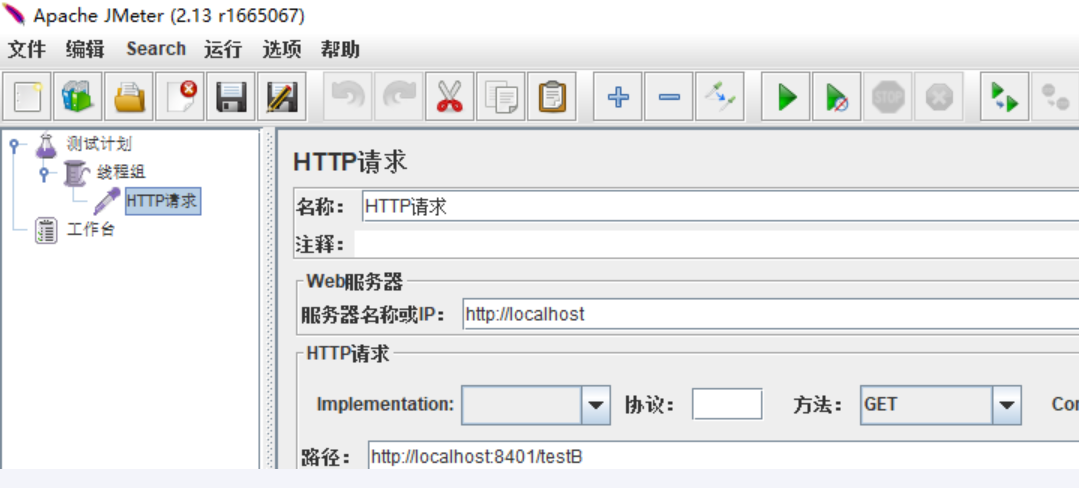 Apache JMeter (2.13 r1665067)
文件 编辑 Search 运行 选项 帮助
STOP
测试计划
线程组
HTTP请求
工作台
HTTP请求
名称： HTTP请求
注释：
Web服务器
服务器名称或IP： http://localhost
HTTP请求
Implementation: 协议： 方法： GET
路径： http://localhost:8401/testB